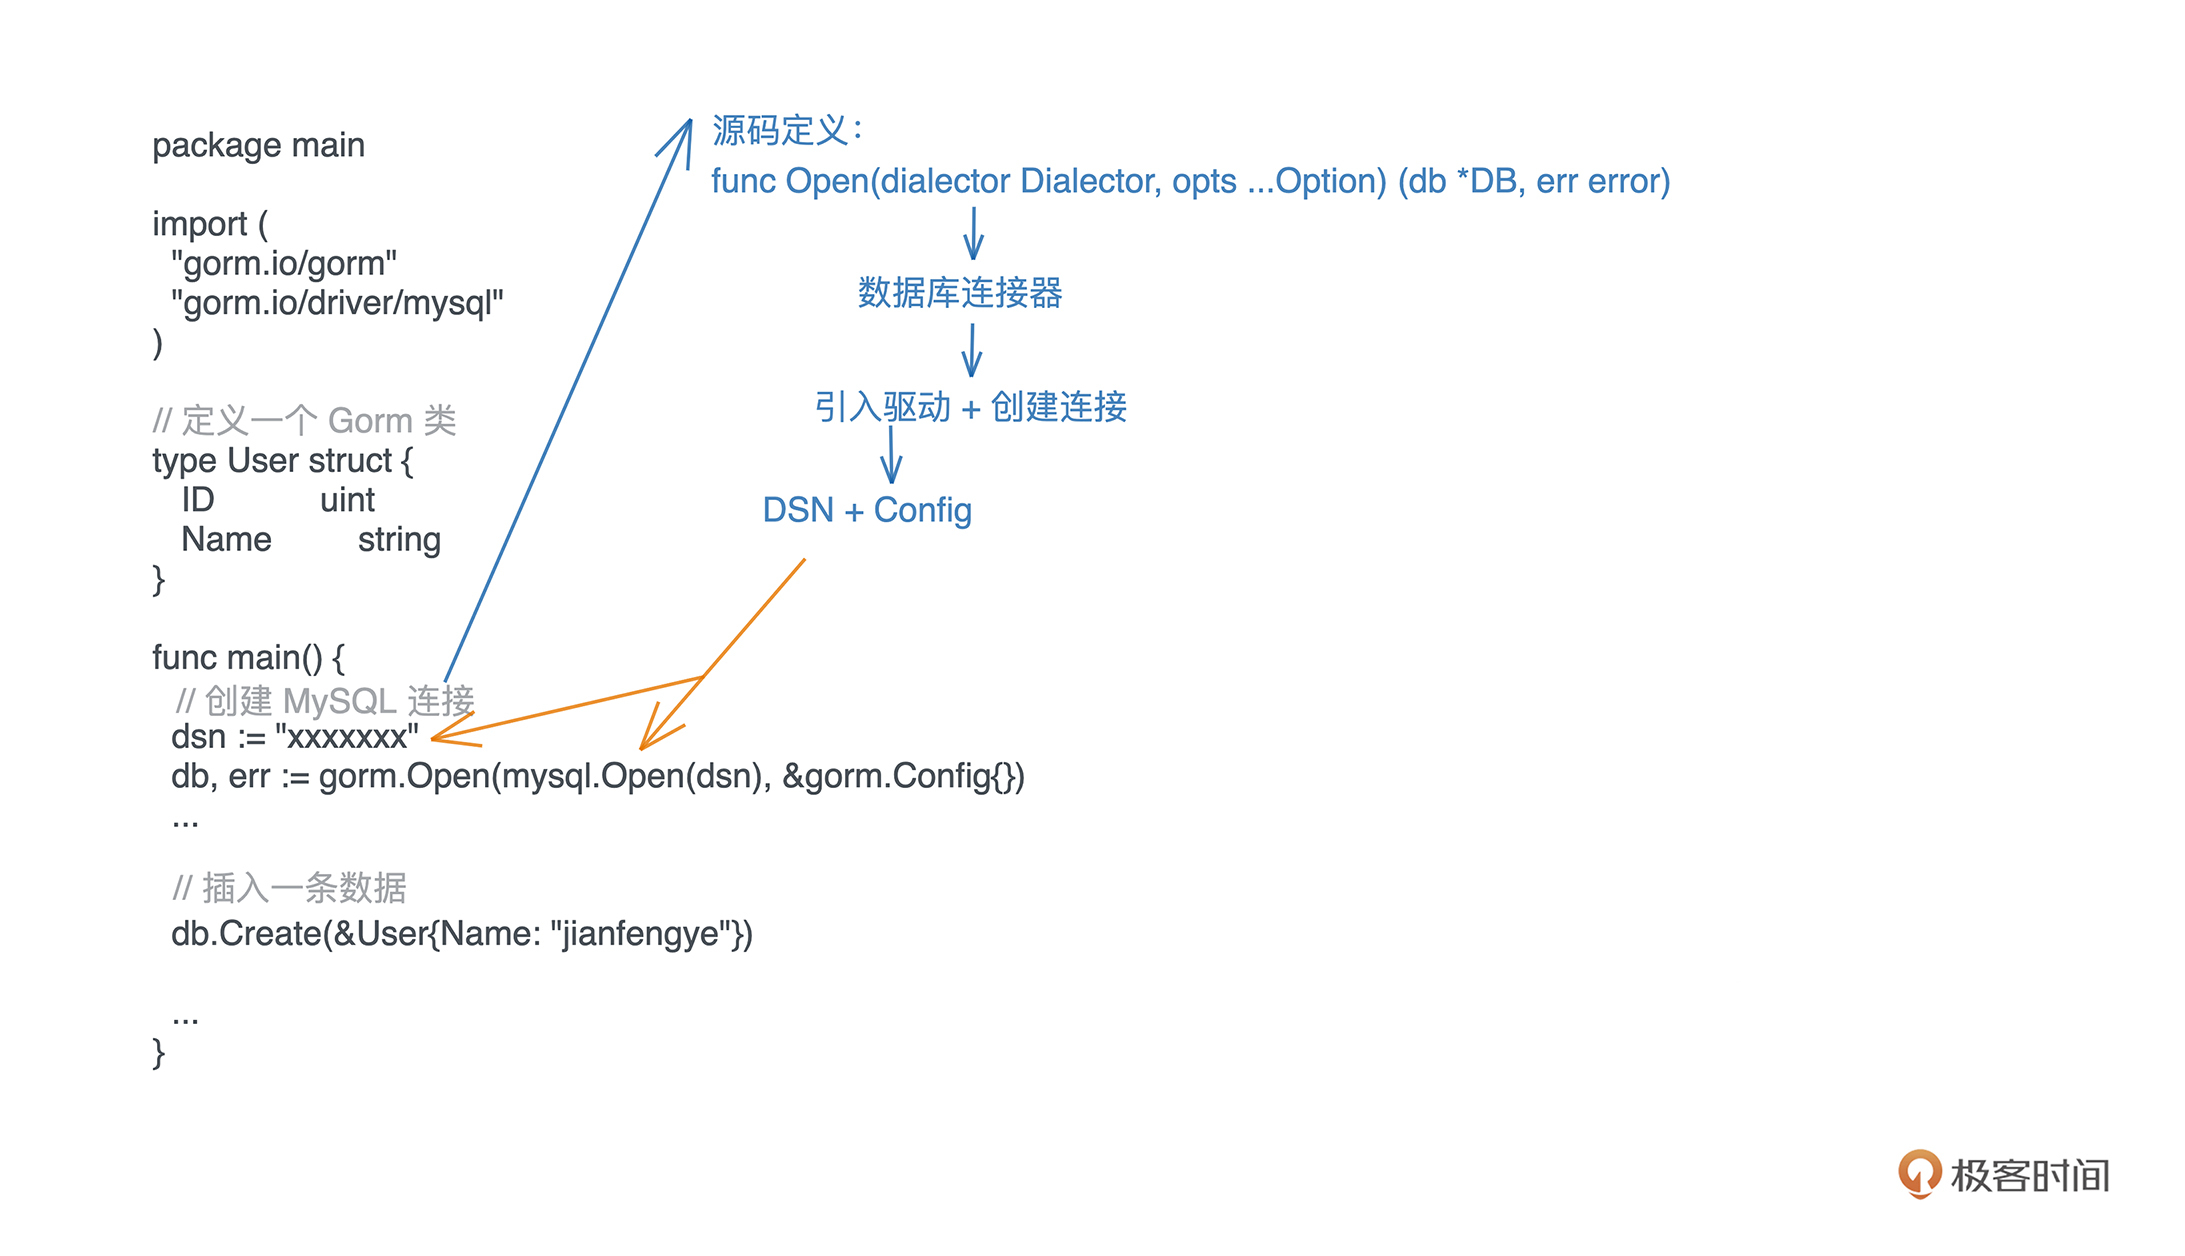 package main
import (
"gorm.io/gorm"
"gorm.io/driver/mysql"
)
// 定义一个 Gorm 类
type User struct {
ID uint
Name string
}
func main() {
// 创建 MySQL 连接
dsn := "xxxxxxx"
db, err := gorm.Open(mysql.Open(dsn), &gorm.Config{})
...
// 插入一条数据
db.Create(&User{Name: "jianfengye"})
...
}
源码定义：
func Open(dialector Dialector, opts ...Option) (db *DB, err error)
数据库连接器
引入驱动 + 创建连接
DSN + Config
极客时间